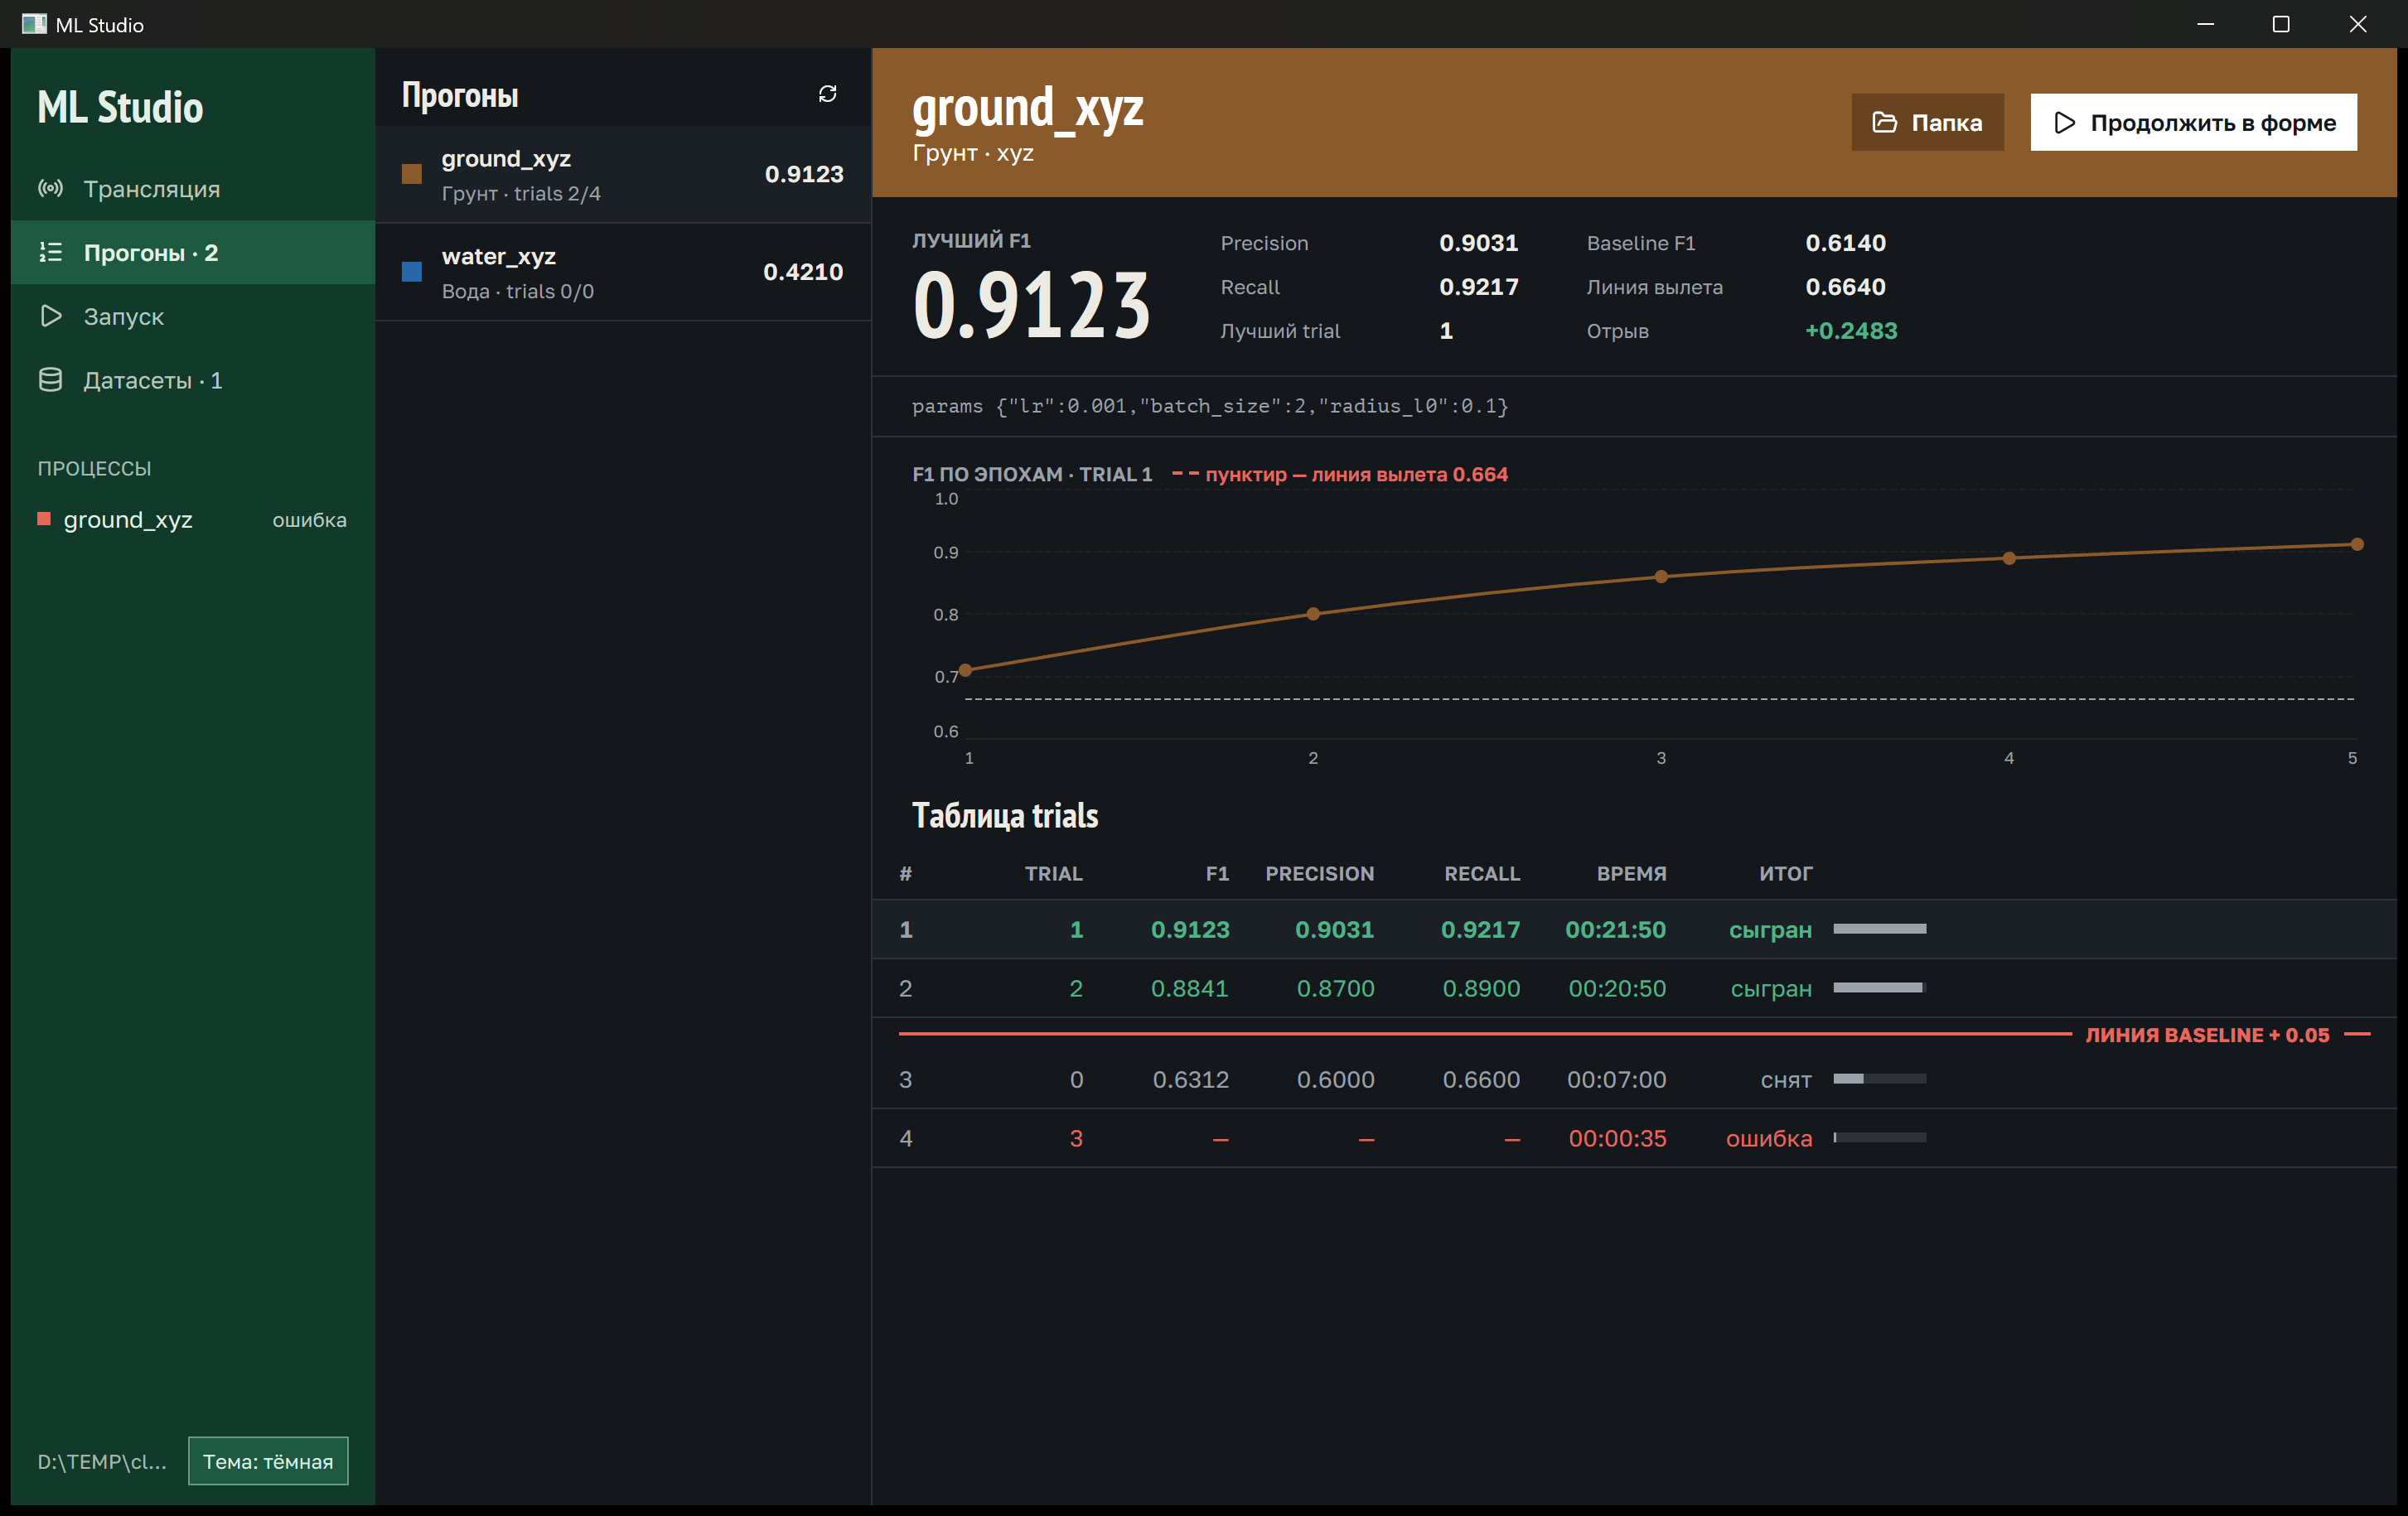 ML Studio
ML Studio
Трансляция
Прогоны · 2
Запуск
Датасеты · 1
ПРОЦЕССЫ
ground_xyz ошибка
D:\TEMP\cl... Тема: тёмная
Прогоны
ground_xyz 0.9123
Грунт · trials 2/4
water_xyz 0.4210
Вода · trials 0/0
ground_xyz
Грунт · xyz
Папка
Продолжить в форме
ЛУЧШИЙ F1
0.9123
Precision 0.9031 Baseline F1 0.6140
Recall 0.9217 Линия вылета 0.6640
Лучший trial 1 Отрыв +0.2483
params {"lr":0.001,"batch_size":2,"radius_l0":0.1}
F1 ПО ЭПОХАМ · TRIAL 1 пунктир — линия вылета 0.664
1.0
0.9
0.8
0.7
0.6
1 2 3 4 5
Таблица trials
# TRIAL F1 PRECISION RECALL ВРЕМЯ ИТОГ
1 1 0.9123 0.9031 0.9217 00:21:50 сыгран
2 2 0.8841 0.8700 0.8900 00:20:50 сыгран
ЛИНИЯ BASELINE + 0.05
3 0 0.6312 0.6000 0.6600 00:07:00 снят
4 3 — — — 00:00:35 ошибка